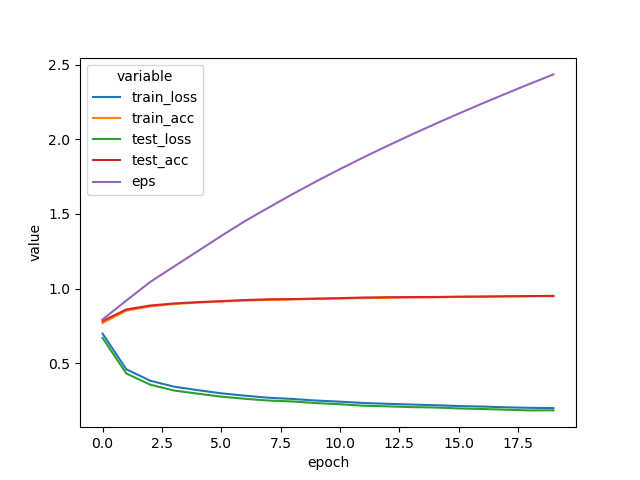 2.5
2.0
1.5
1.0
0.5
value
variable
train_loss
train_acc
test_loss
test_acc
eps
0.0 2.5 5.0 7.5 10.0 12.5 15.0 17.5
epoch